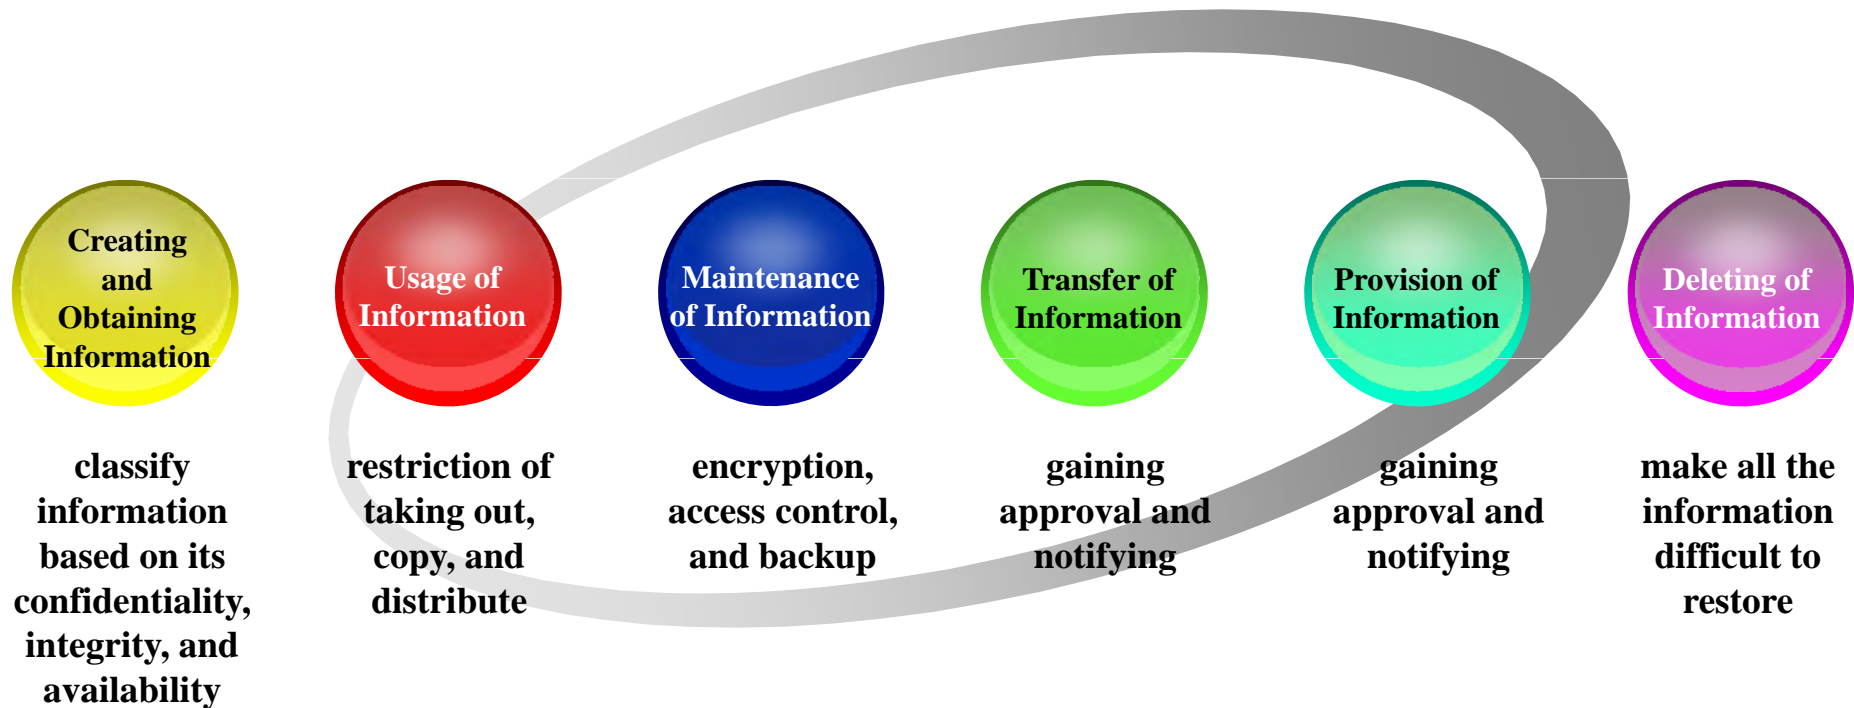 Creating
and
Obtaining
Information
Usage of
Information
Maintenance
of Information
Transfer of
Information
Provision of
Information
Deleting of
Information
classify
information
based on its
confidentiality,
integrity, and
availability
restriction of
taking out,
copy, and
distribute
encryption,
access control,
and backup
gaining
approval and
notifying
gaining
approval and
notifying
make all the
information
difficult to
restore